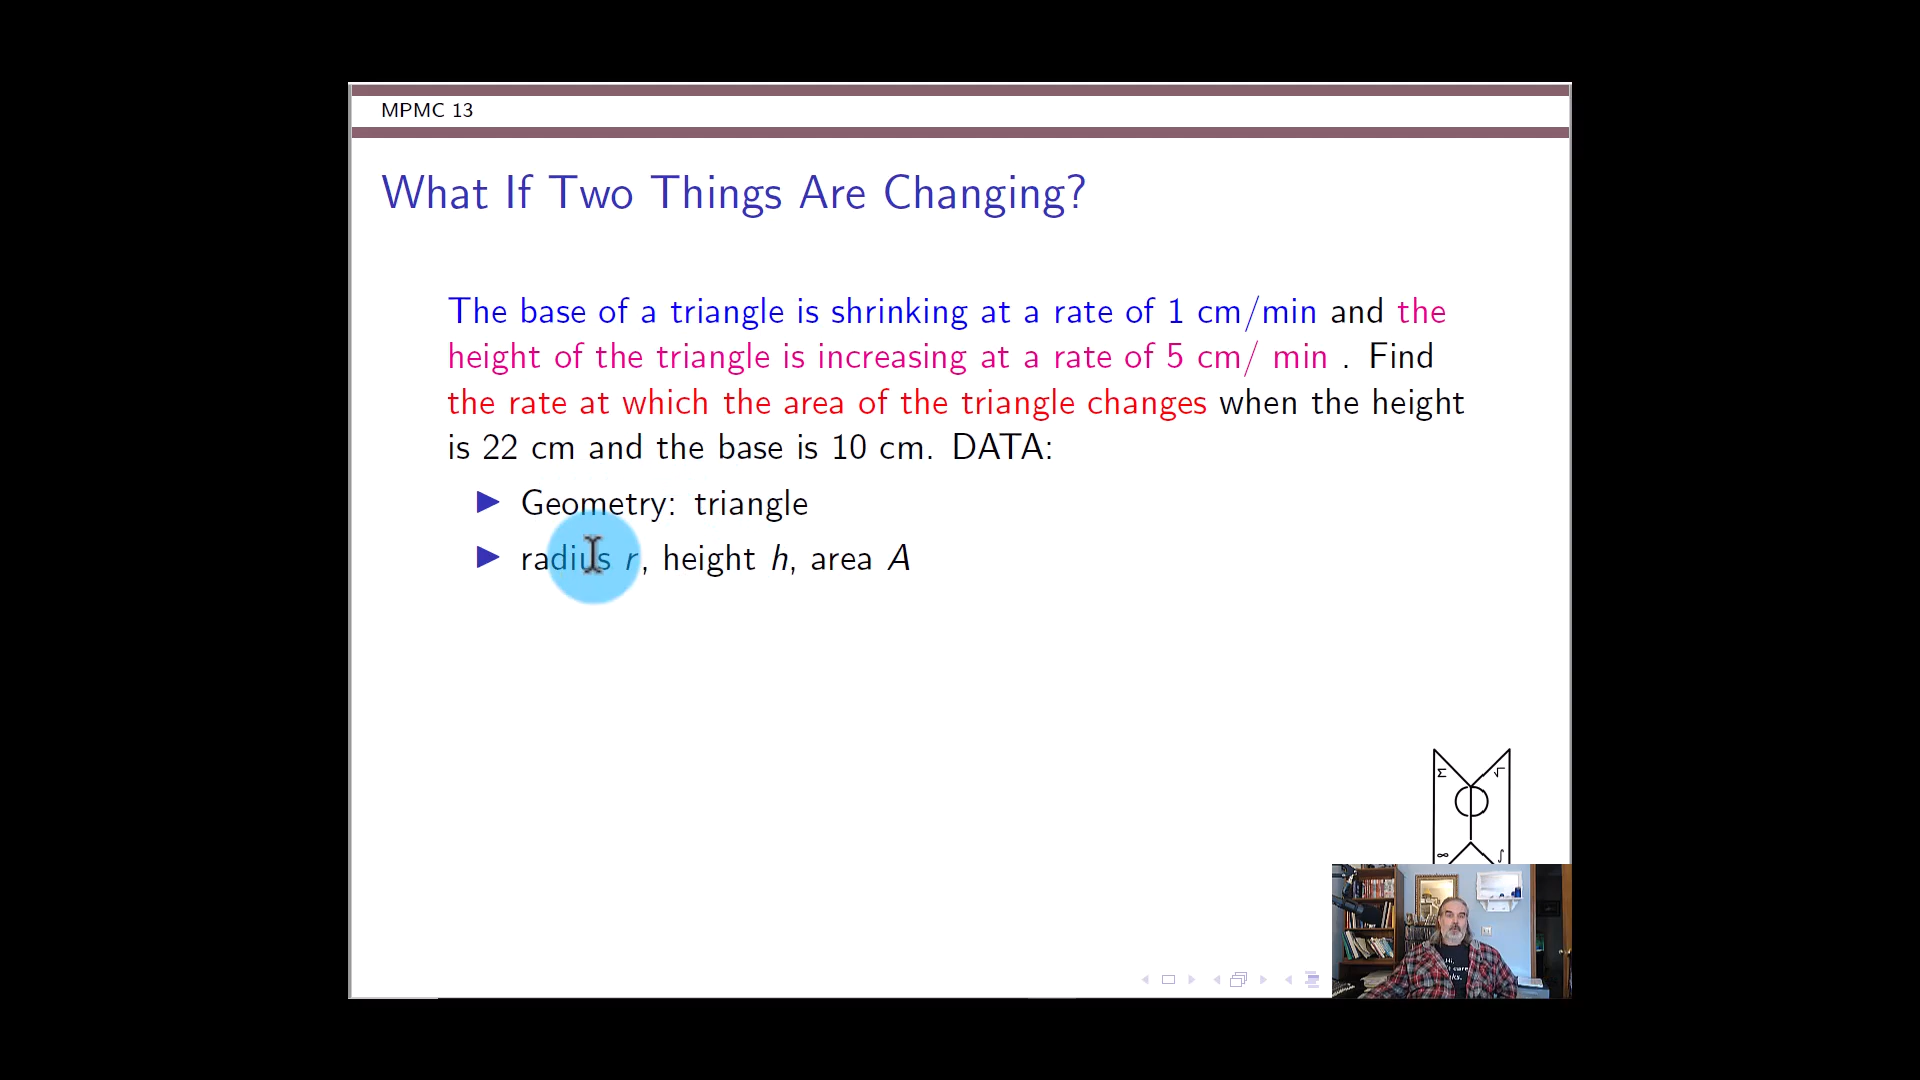 MPMC 13
What If Two Things Are Changing?
The base of a triangle is shrinking at a rate of 1 cm/min and the
height of the triangle is increasing at a rate of 5 cm/ min . Find
the rate at which the area of the triangle changes when the height
is 22 cm and the base is 10 cm. DATA:
▶ Geometry: triangle
▶ radius r, height h, area A
Σ √
∞ ∫